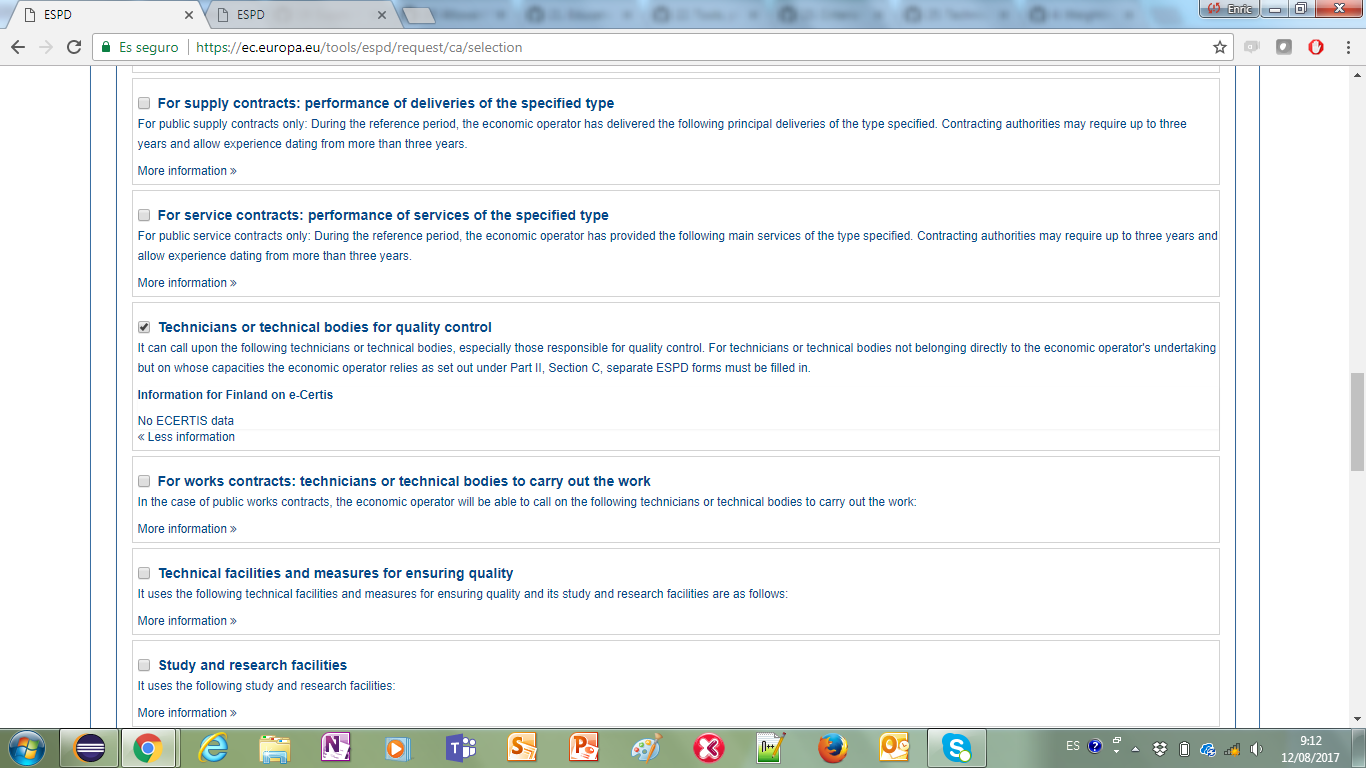 ESPD
ESPD
Enric
Es seguro
https://ec.europa.eu/tools/espd/request/ca/selection
For supply contracts: performance of deliveries of the specified type
For public supply contracts only: During the reference period, the economic operator has delivered the following principal deliveries of the type specified. Contracting authorities may require up to three
years and allow experience dating from more than three years.
More information »
For service contracts: performance of services of the specified type
For public service contracts only: During the reference period, the economic operator has provided the following main services of the type specified. Contracting authorities may require up to three years and
allow experience dating from more than three years.
More information »
Technicians or technical bodies for quality control
It can call upon the following technicians or technical bodies, especially those responsible for quality control. For technicians or technical bodies not belonging directly to the economic operator's undertaking
but on whose capacities the economic operator relies as set out under Part II, Section C, separate ESPD forms must be filled in.
Information for Finland on e-Certis
No ECERTIS data
« Less information
For works contracts: technicians or technical bodies to carry out the work
In the case of public works contracts, the economic operator will be able to call on the following technicians or technical bodies to carry out the work:
More information »
Technical facilities and measures for ensuring quality
It uses the following technical facilities and measures for ensuring quality and its study and research facilities are as follows:
More information »
Study and research facilities
It uses the following study and research facilities:
More information »
ES
9:12
12/08/2017